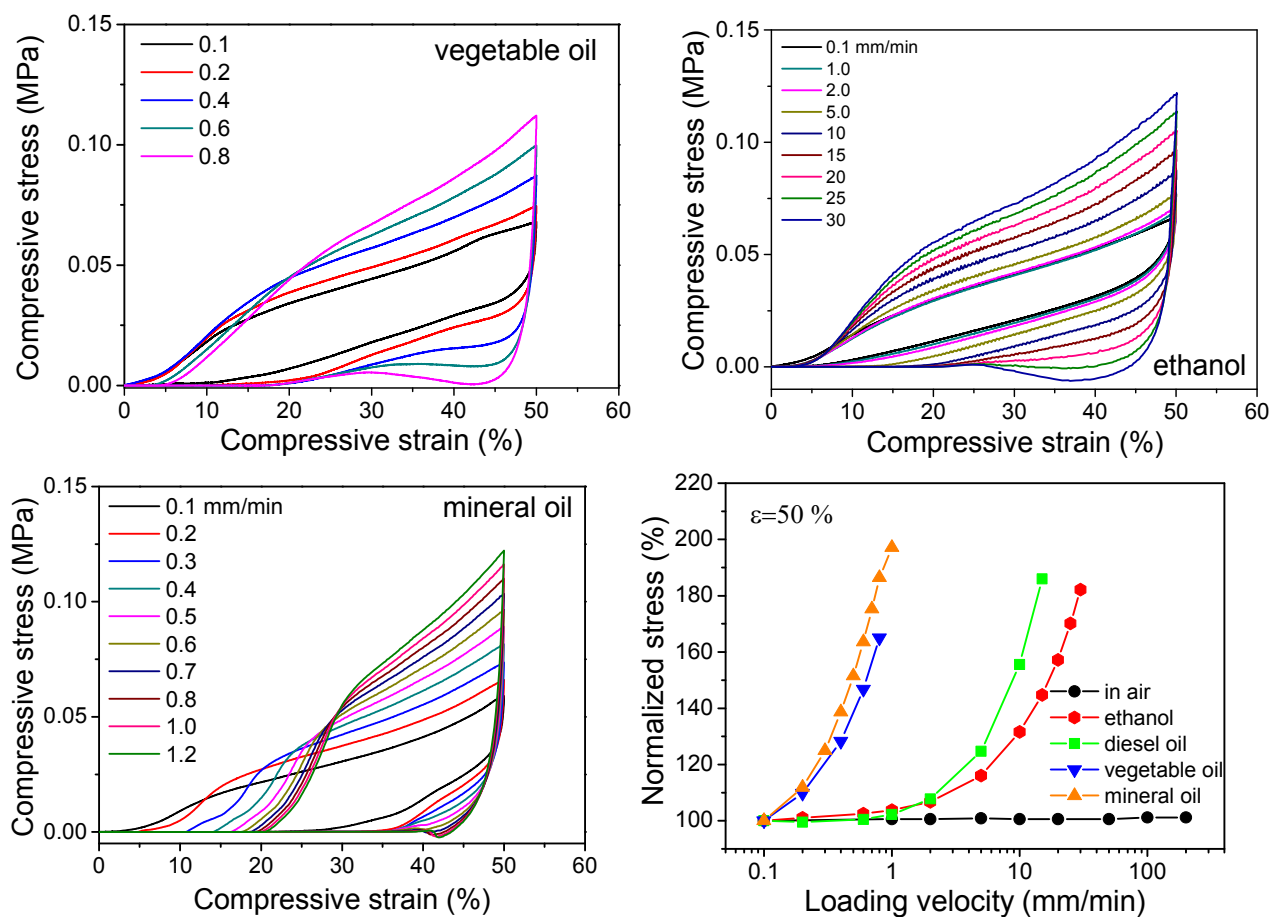 vegetable oil
0.1
0.2
0.4
0.6
0.8
0.15
0.10
0.05
0.00
Compressive stress (MPa)
0 10 20 30 40 50 60
Compressive strain (%)
ethanol
0.1 mm/min
1.0
2.0
5.0
10
15
20
25
30
0.15
0.10
0.05
0.00
Compressive stress (MPa)
0 10 20 30 40 50 60
Compressive strain (%)
mineral oil
0.1 mm/min
0.2
0.3
0.4
0.5
0.6
0.7
0.8
1.0
1.2
0.15
0.10
0.05
0.00
Compressive stress (MPa)
0 10 20 30 40 50 60
Compressive strain (%)
ε=50 %
220
200
180
160
140
120
100
80
Normalized stress (%)
in air
ethanol
diesel oil
vegetable oil
mineral oil
0.1 1 10 100
Loading velocity (mm/min)